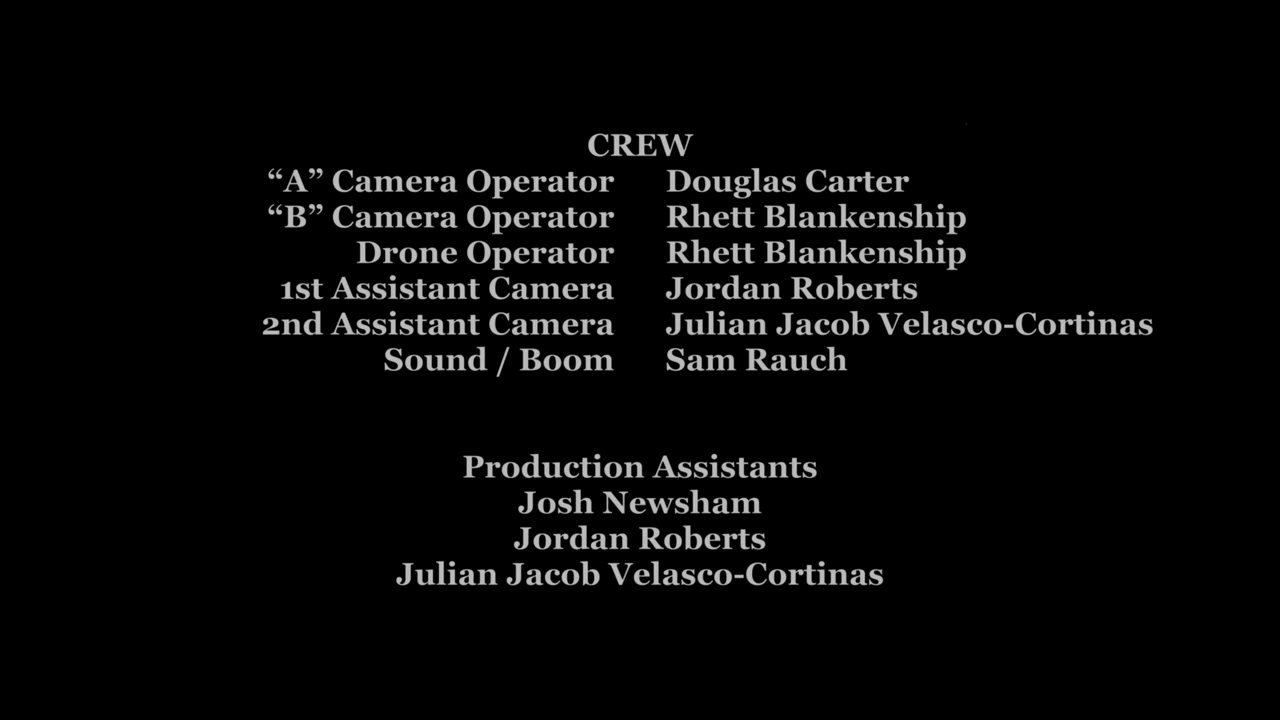 CREW
“A” Camera Operator Douglas Carter
“B” Camera Operator Rhett Blankenship
Drone Operator Rhett Blankenship
1st Assistant Camera Jordan Roberts
2nd Assistant Camera Julian Jacob Velasco-Cortinas
Sound / Boom Sam Rauch
Production Assistants
Josh Newsham
Jordan Roberts
Julian Jacob Velasco-Cortinas